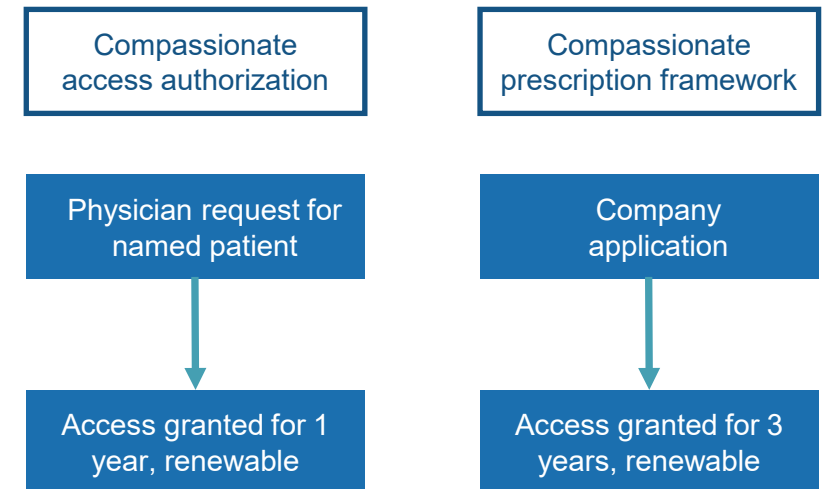 Compassionate
access authorization
Compassionate
prescription framework
Physician request for
named patient
Company
application
Access granted for 1
year, renewable
Access granted for 3
years, renewable